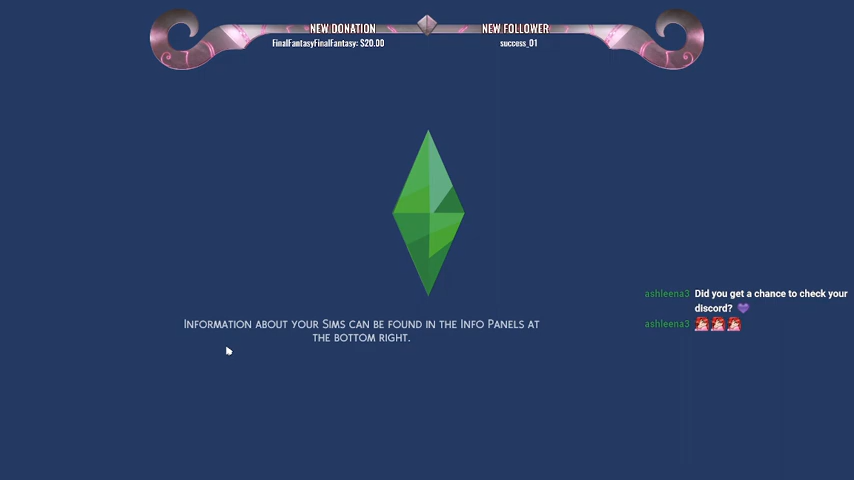 NEW DONATION
NEW FOLLOWER
FinalFantasyFinalFantasy: $20.00
success_01
ashleena3 Did you get a chance to check your
discord?
ashleena3
INFORMATION ABOUT YOUR SIMS CAN BE FOUND IN THE INFO PANELS AT
THE BOTTOM RIGHT.